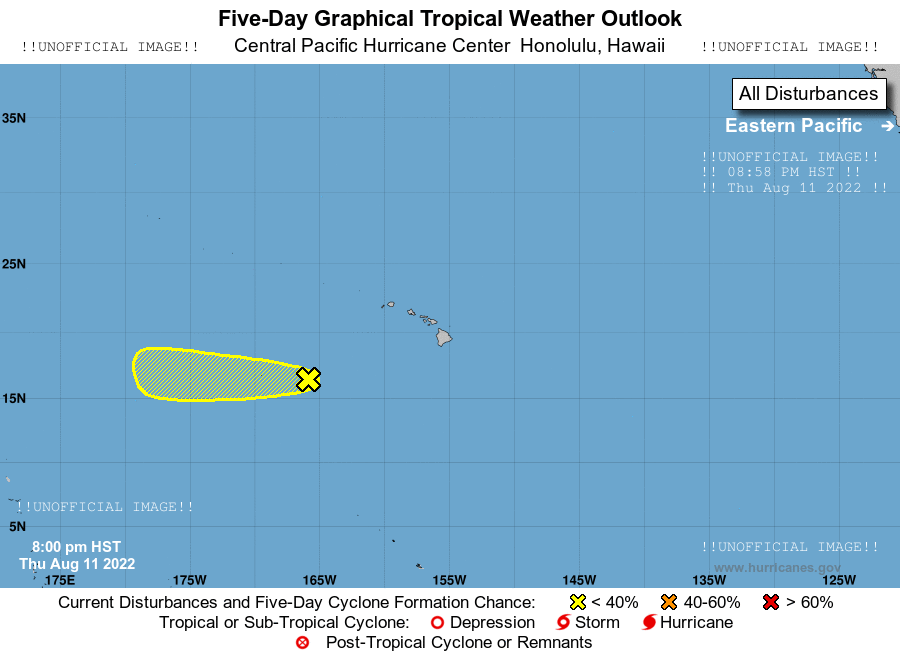 Five-Day Graphical Tropical Weather Outlook
!!UNOFFICIAL IMAGE!! Central Pacific Hurricane Center Honolulu, Hawaii !!UNOFFICIAL IMAGE!!
All Disturbances
35N
Eastern Pacific →
!!UNOFFICIAL IMAGE!!
!! 08:58 PM HST !!
!! Thu Aug 11 2022 !!
25N
15N
!!UNOFFICIAL IMAGE!!
5N
8:00 pm HST
!!UNOFFICIAL IMAGE!!
Thu Aug 11 2022
www.hurricanes.gov
175E 175W 165W 155W 145W 135W 125W
Current Disturbances and Five-Day Cyclone Formation Chance: < 40% 40-60% > 60%
Tropical or Sub-Tropical Cyclone: Depression Storm Hurricane
Post-Tropical Cyclone or Remnants